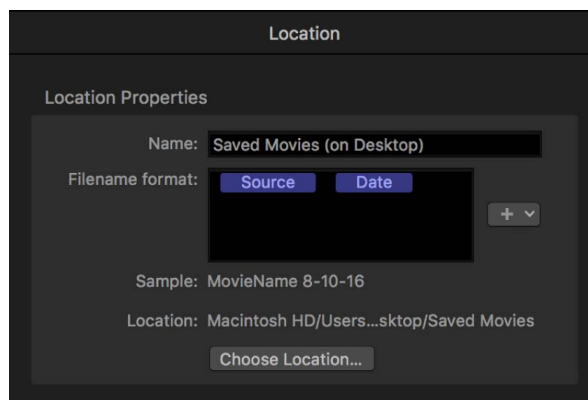 Location
Location Properties
Name: Saved Movies (on Desktop)
Filename format: Source Date
Sample: MovieName 8-10-16
Location: Macintosh HD/Users...sktop/Saved Movies
Choose Location...